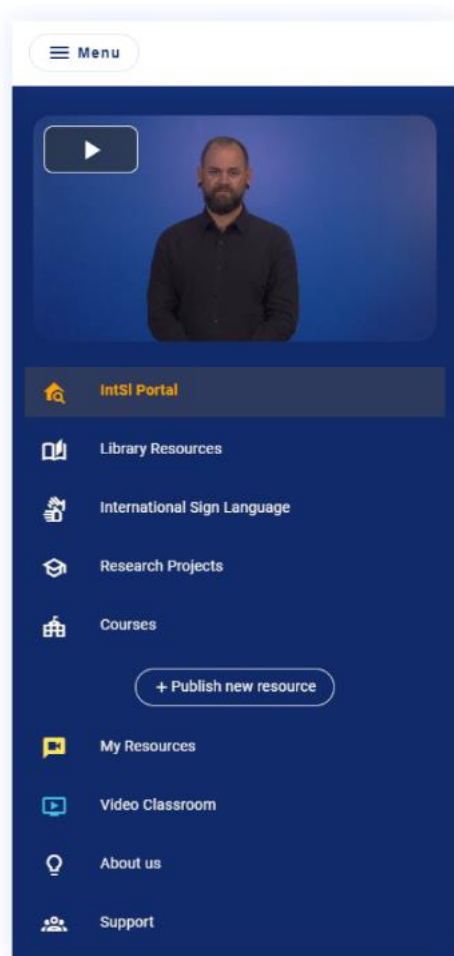 Menu
IntSl Portal
Library Resources
International Sign Language
Research Projects
Courses
+ Publish new resource
My Resources
Video Classroom
About us
Support